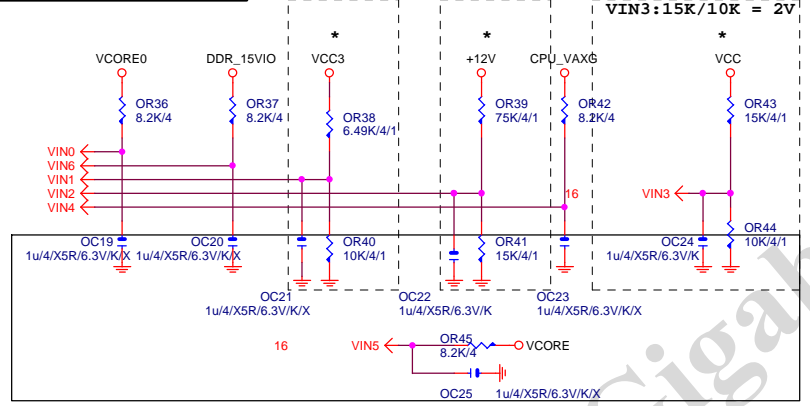 VIN3:15K/10K = 2V
* * *
VCORE0 DDR_15VIO VCC3 +12V CPU_VAXG VCC
OR36 OR37 OR38 OR39 OR42 OR43
8.2K/4 8.2K/4 6.49K/4/1 75K/4/1 8.2K/4 15K/4/1
VIN0
VIN6
VIN1
VIN2 16 VIN3
VIN4
OC19 OC20 OR40 OR41 OC24 OR44
1u/4/X5R/6.3V/K/X 1u/4/X5R/6.3V/K/X 10K/4/1 15K/4/1 1u/4/X5R/6.3V/K 10K/4/1
OC21 OC22 OC23
1u/4/X5R/6.3V/K/X 1u/4/X5R/6.3V/K 1u/4/X5R/6.3V/K/X
16 VIN5 OR45 VCORE
8.2K/4
OC25 1u/4/X5R/6.3V/K/X
Gigab